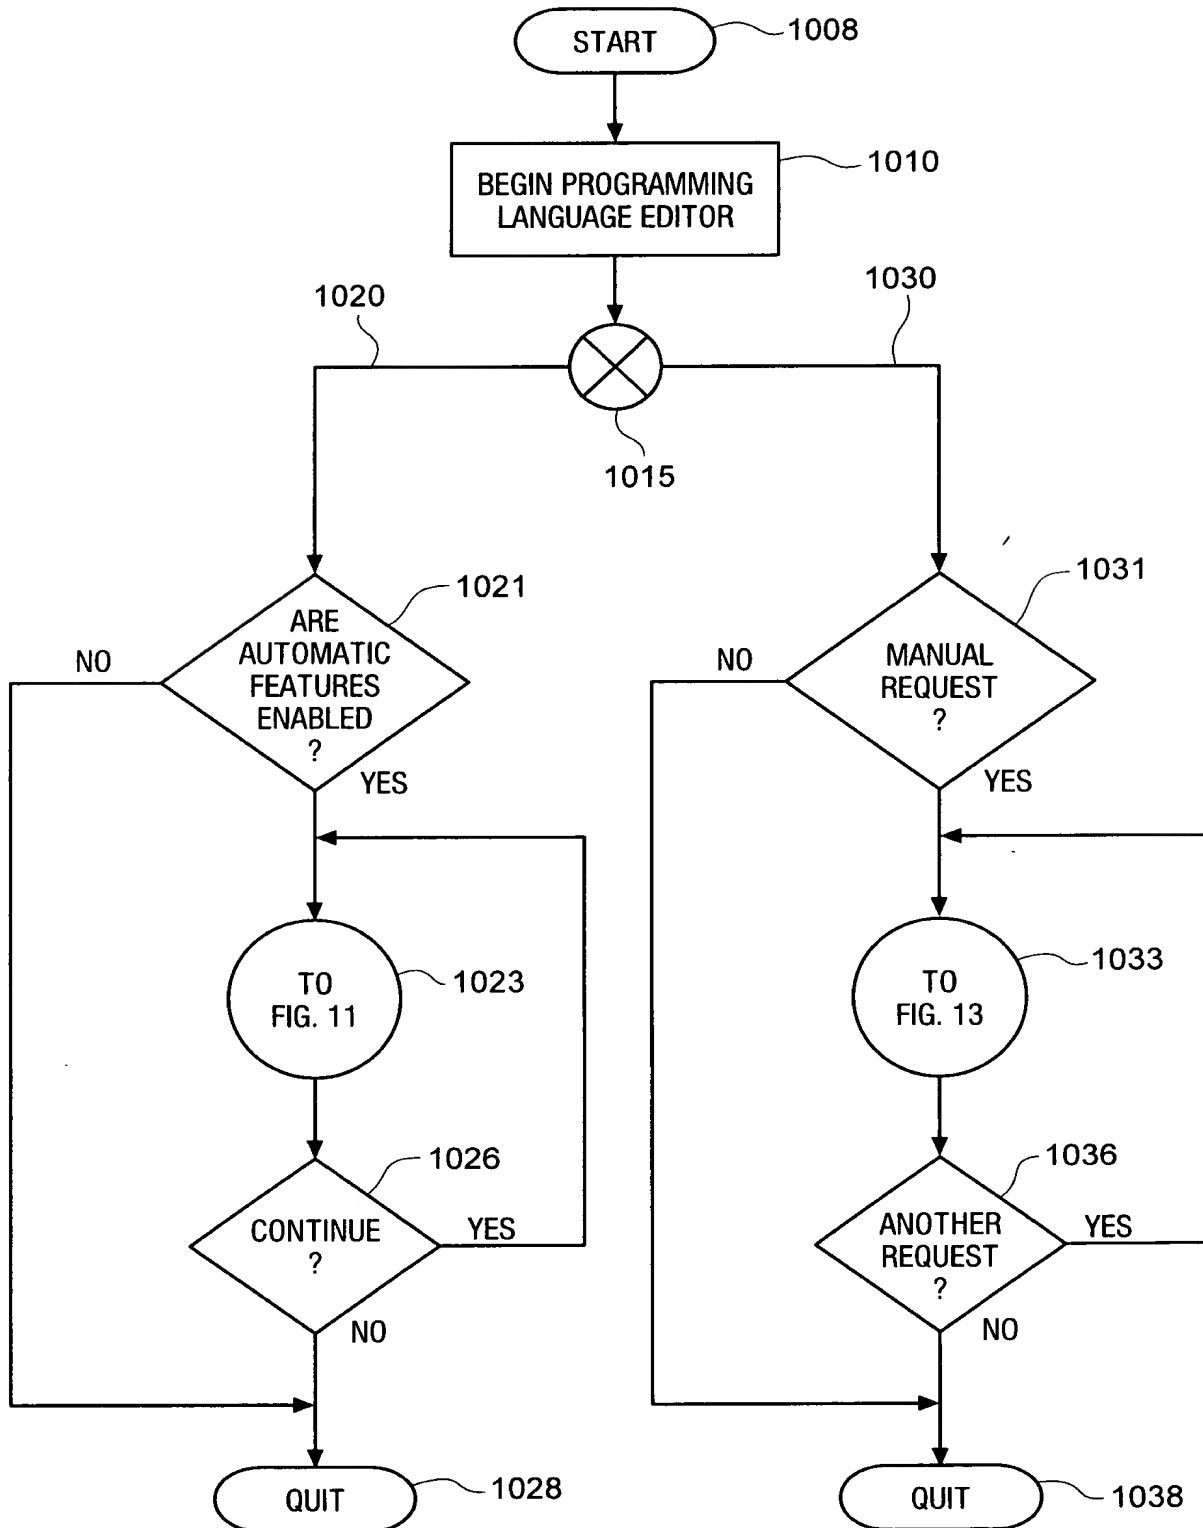 START
1008
BEGIN PROGRAMMING
LANGUAGE EDITOR
1010
1020
1030
1015
ARE
AUTOMATIC
FEATURES
ENABLED
?
1021
NO
YES
TO
FIG. 11
1023
CONTINUE
?
1026
YES
NO
QUIT
1028
MANUAL
REQUEST
?
1031
NO
YES
TO
FIG. 13
1033
ANOTHER
REQUEST
?
1036
YES
NO
QUIT
1038